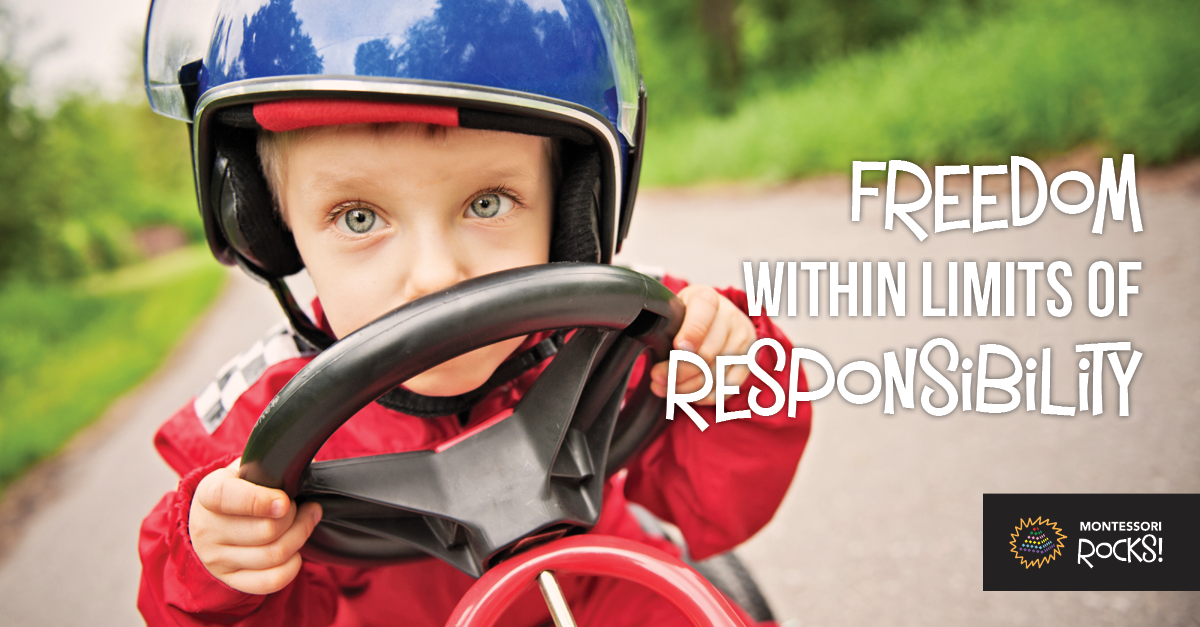 FREEDOM
WITHIN LIMITS OF
RESPONSiBiLiTY
MONTESSORI
ROCKS!